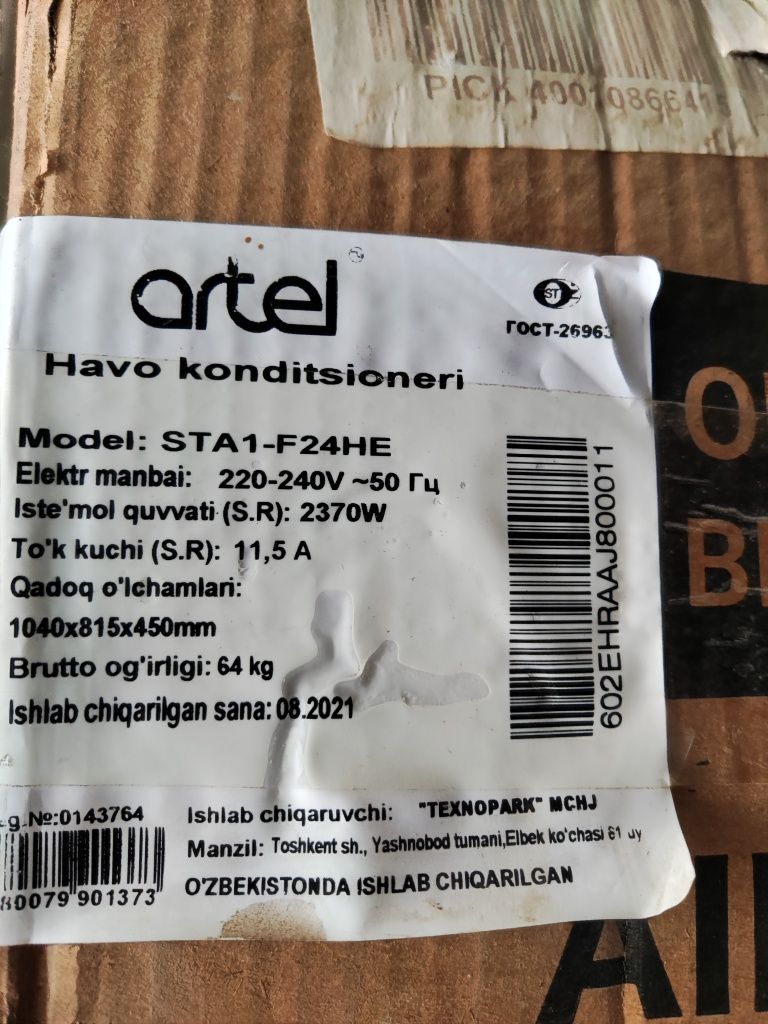 PICK 4001086641
artel
ST
ГОСТ-26963
Havo konditsioneri
Model: STA1-F24HE
Elektr manbai: 220-240V ~50 Гц
Iste'mol quvvati (S.R): 2370W
To'k kuchi (S.R): 11,5 A
Qadoq o'lchamlari:
1040x815x450mm
Brutto og'irligi: 64 kg
Ishlab chiqarilgan sana: 08.2021
602EHRAAJ800011
g.№:0143764
80079 901373
Ishlab chiqaruvchi: "TEXNOPARK" MCHJ
Manzil: Toshkent sh., Yashnobod tumani,Elbek ko'chasi 61 uy
O'ZBEKISTONDA ISHLAB CHIQARILGAN
AI